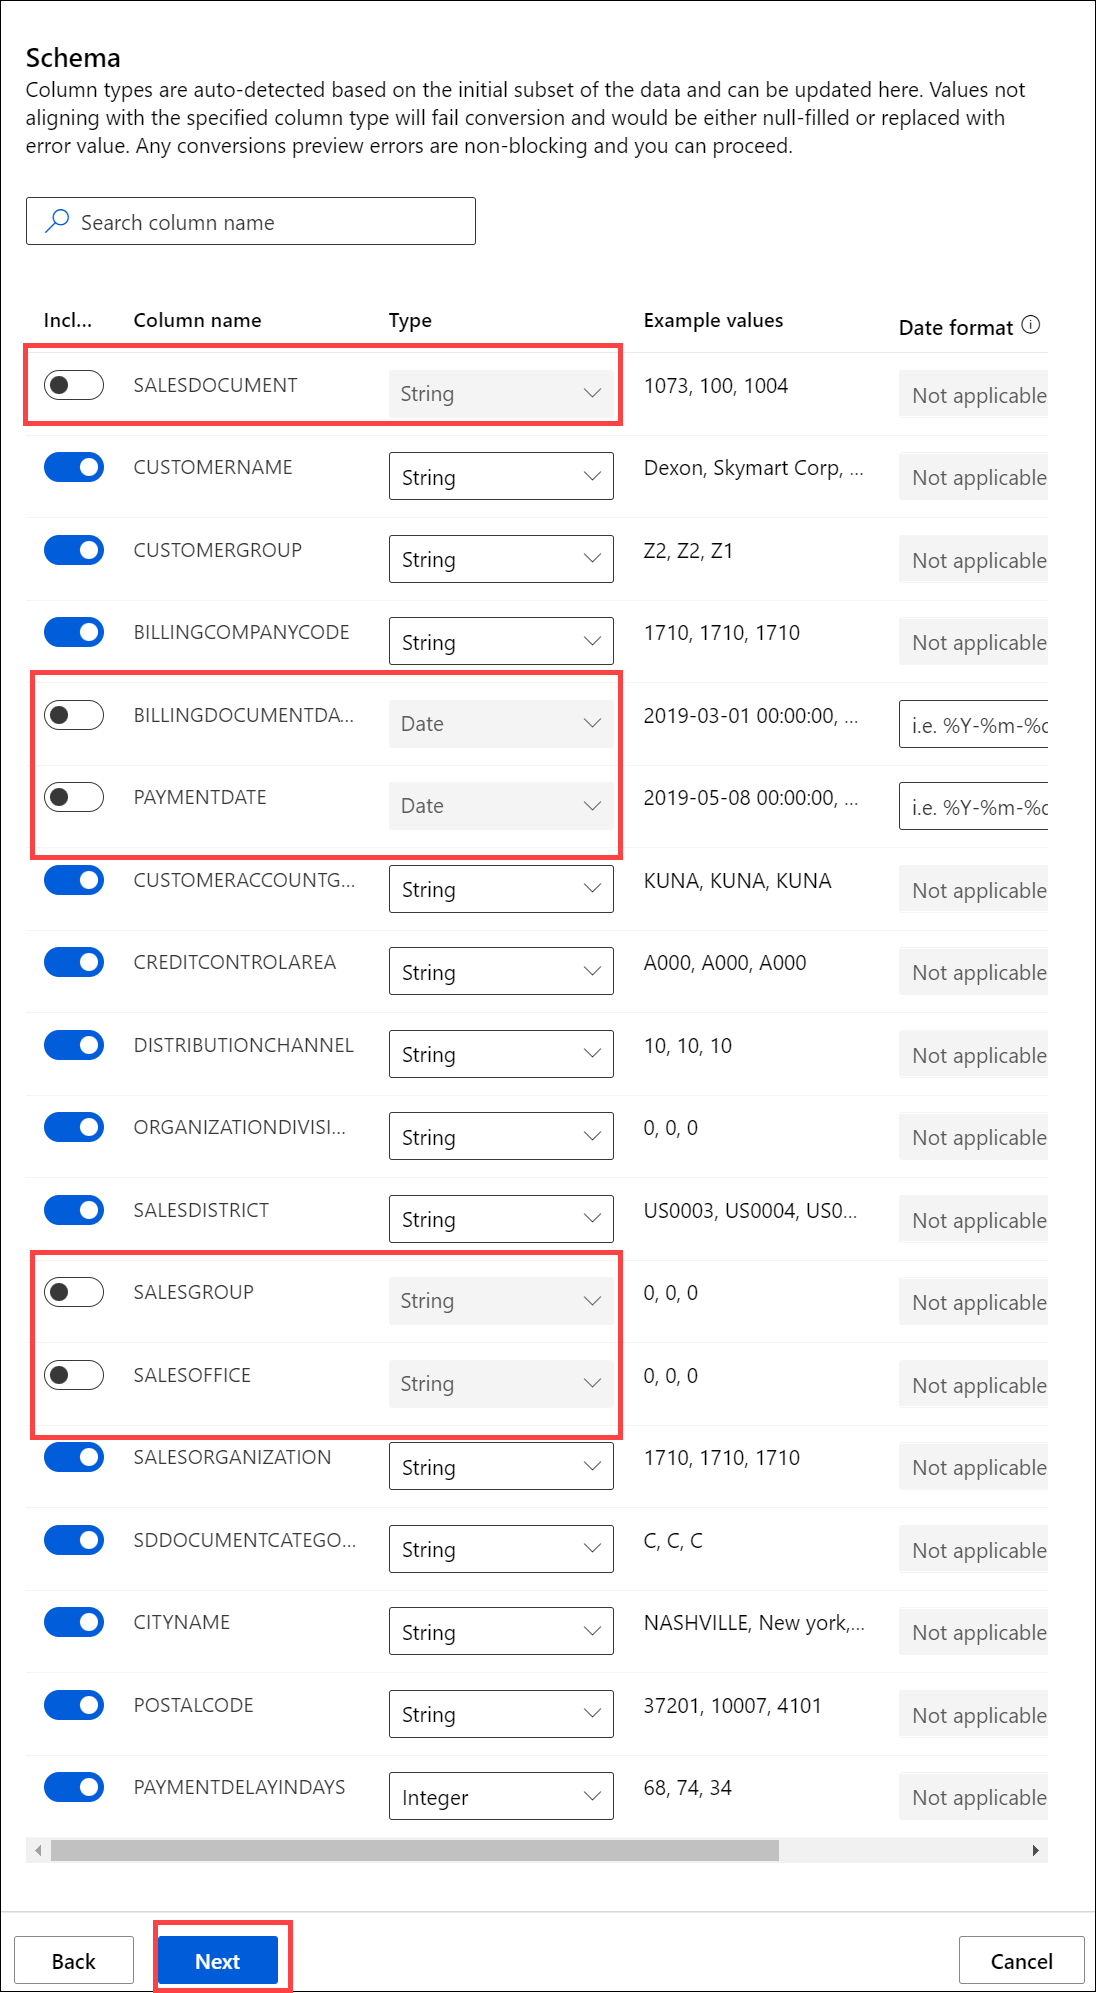 Schema
Column types are auto-detected based on the initial subset of the data and can be updated here. Values not
aligning with the specified column type will fail conversion and would be either null-filled or replaced with
error value. Any conversions preview errors are non-blocking and you can proceed.
Search column name
Incl... Column name Type Example values Date format
SALESDOCUMENT String 1073, 100, 1004 Not applicable
CUSTOMERNAME String Dexon, Skymart Corp, ... Not applicable
CUSTOMERGROUP String Z2, Z2, Z1 Not applicable
BILLINGCOMPANYCODE String 1710, 1710, 1710 Not applicable
BILLINGDOCUMENTDA... Date 2019-03-01 00:00:00, ... i.e. %Y-%m-%d
PAYMENTDATE Date 2019-05-08 00:00:00, ... i.e. %Y-%m-%d
CUSTOMERACCOUNTG... String KUNA, KUNA, KUNA Not applicable
CREDITCONTROLAREA String A000, A000, A000 Not applicable
DISTRIBUTIONCHANNEL String 10, 10, 10 Not applicable
ORGANIZATIONDIVISI... String 0, 0, 0 Not applicable
SALESDISTRICT String US0003, US0004, US0... Not applicable
SALESGROUP String 0, 0, 0 Not applicable
SALESOFFICE String 0, 0, 0 Not applicable
SALESORGANIZATION String 1710, 1710, 1710 Not applicable
SDDOCUMENTCATEGO... String C, C, C Not applicable
CITYNAME String NASHVILLE, New york,... Not applicable
POSTALCODE String 37201, 10007, 4101 Not applicable
PAYMENTDELAYINDAYS Integer 68, 74, 34 Not applicable
Back Next Cancel